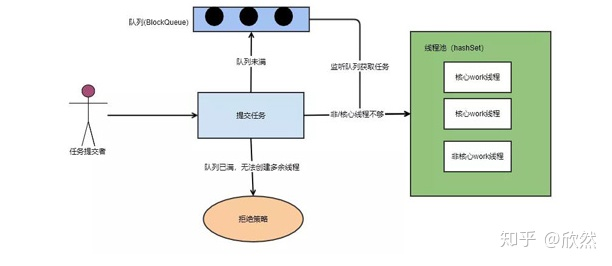 队列(BlockQueue)
线程池（hashSet）
队列未满
监听队列获取任务
核心work线程
核心work线程
提交任务
非/核心线程不够
任务提交者
非核心work线程
队列已满，无法创建多余线程
拒绝策略
知乎 @欣然